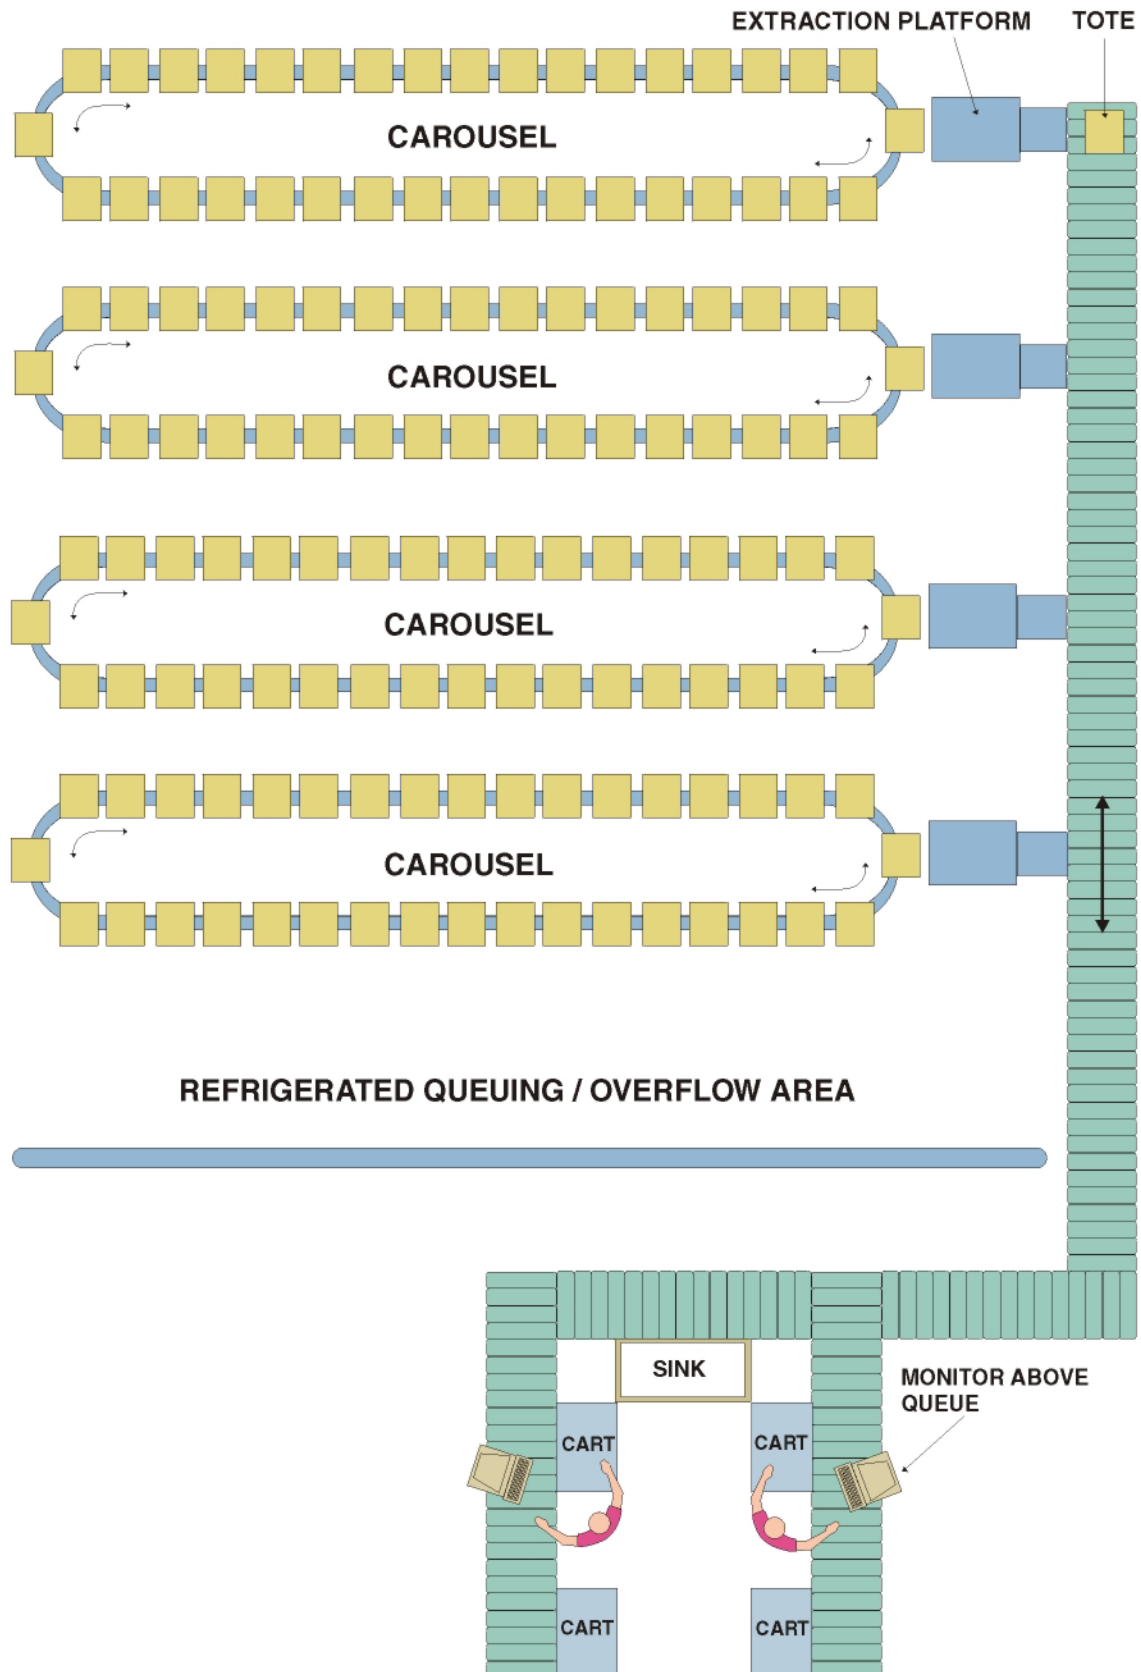 EXTRACTION PLATFORM
TOTE
CAROUSEL
CAROUSEL
CAROUSEL
CAROUSEL
REFRIGERATED QUEUING / OVERFLOW AREA
SINK
MONITOR ABOVE
QUEUE
CART
CART
CART
CART